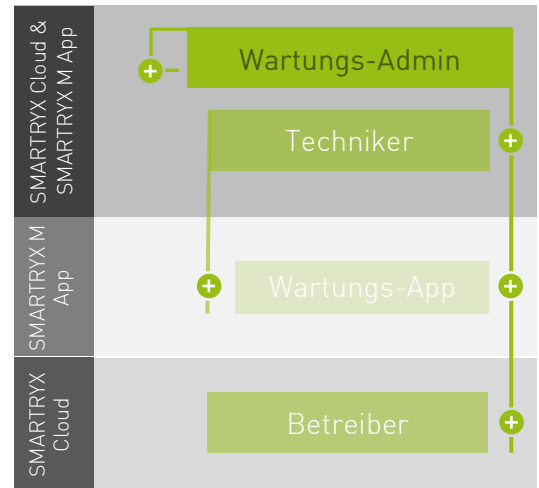 SMARTRYX Cloud &
SMARTRYX M App
Wartungs-Admin
Techniker
SMARTRYX M
App
Wartungs-App
SMARTRYX
Cloud
Betreiber